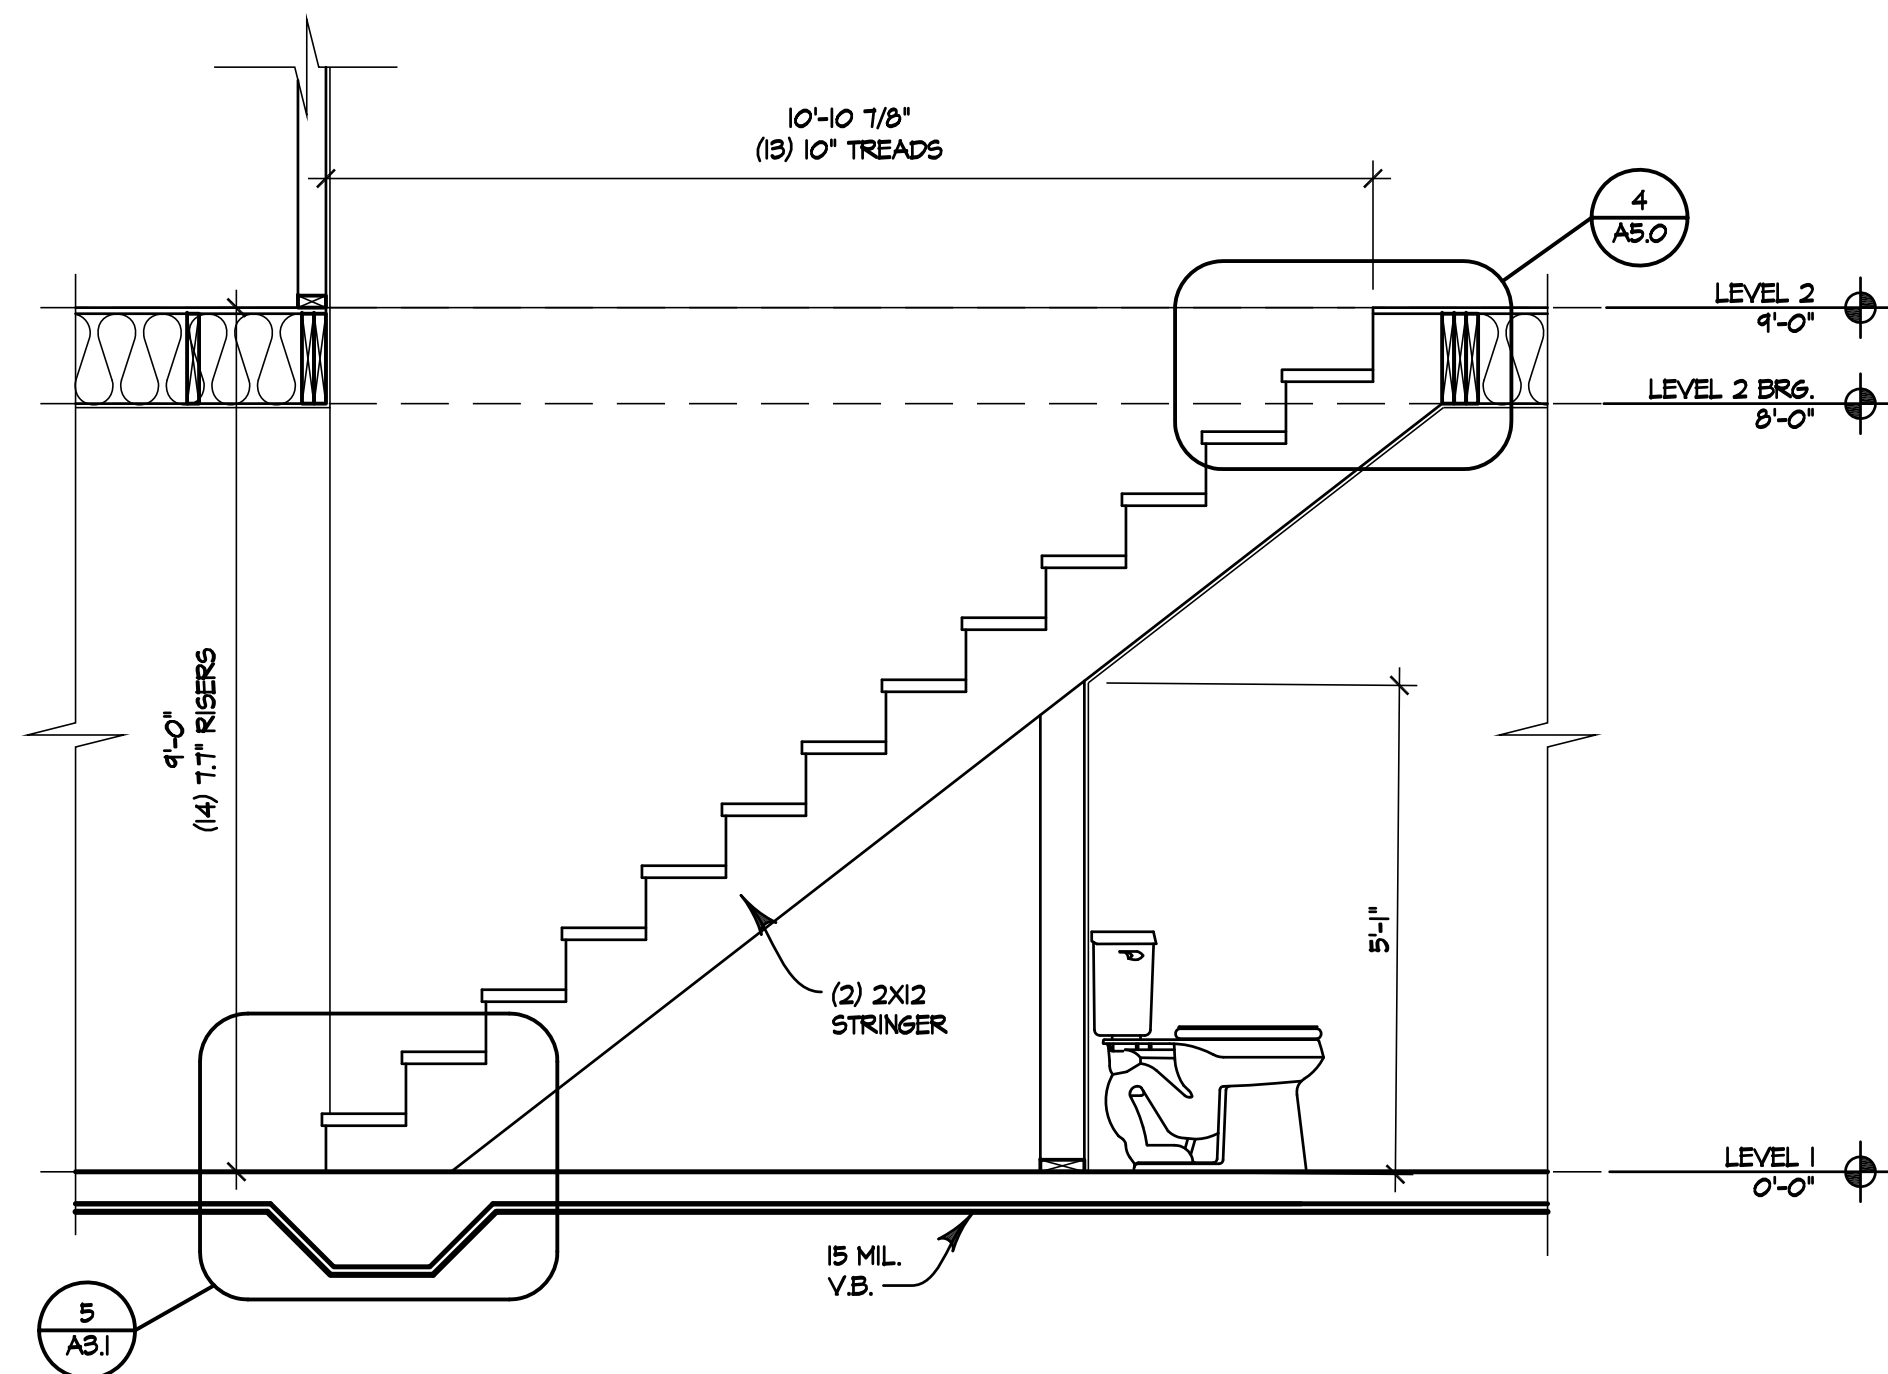 10'-10 7/8"
(13) 10" TREADS
4
A5.0
LEVEL 2
9'-0"
LEVEL 2 BRG.
8'-0"
9'-0"
(14) 7.7" RISERS
5'-1"
(2) 2X12
STRINGER
LEVEL 1
0'-0"
15 MIL.
V.B.
5
A3.1